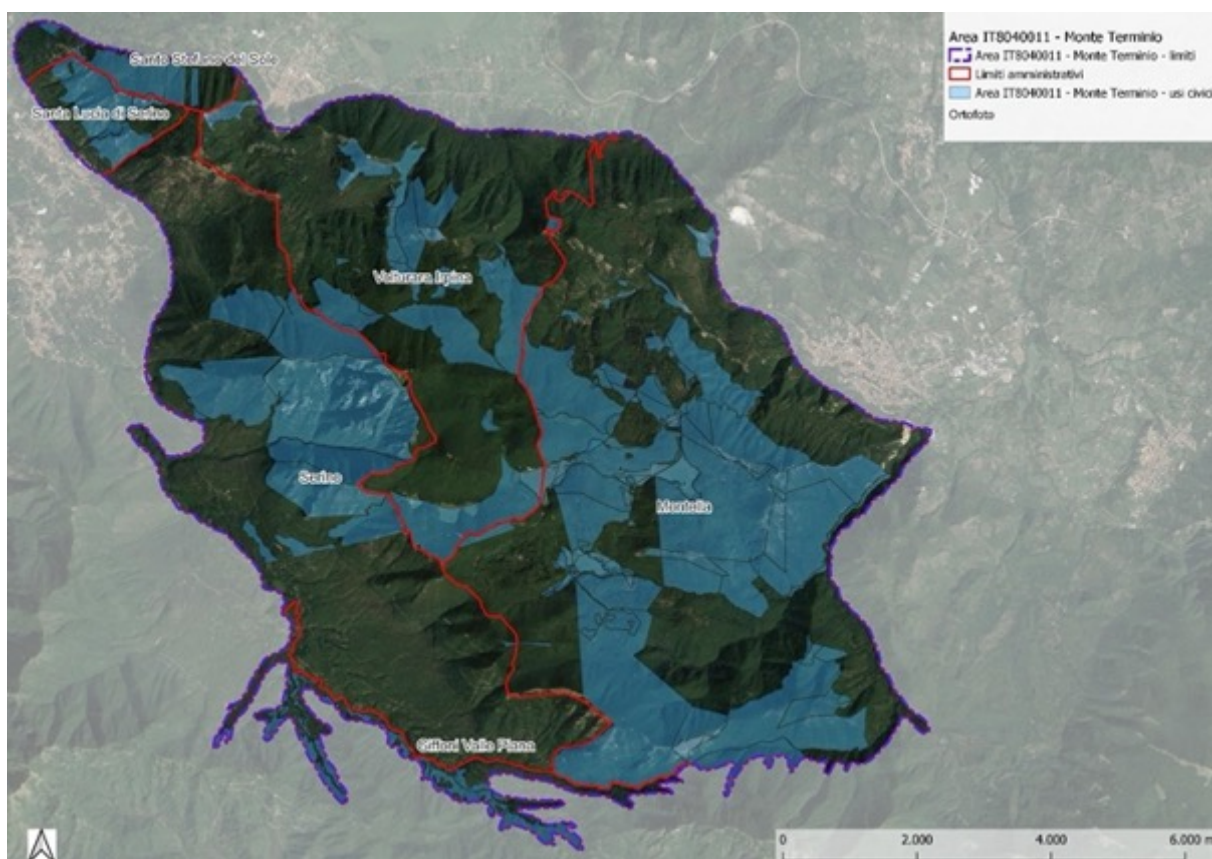 Area IT8040011 - Monte Terminio
Area IT8040011 - Monte Terminio - limiti
Limiti amministrativi
Area IT8040011 - Monte Terminio - usi civici
Ortofoto
Santo Stefano del Sole
Santa Lucia di Serino
Volturara Irpina
Serino
Montella
Giffoni Valle Piana
0 2.000 4.000 6.000 m